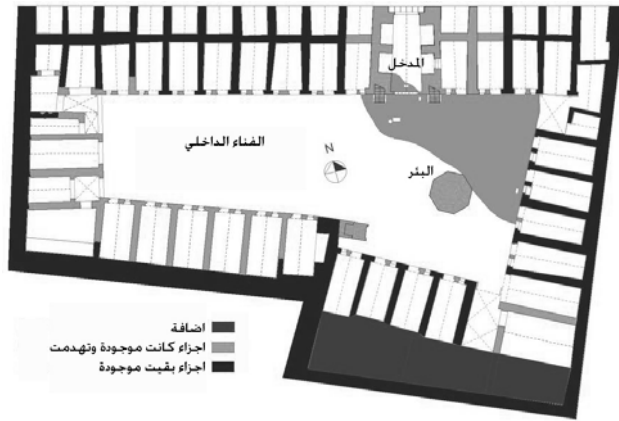 المدخل
الفناء الداخلي
N
البئر
اضافة
اجزاء كانت موجودة وتهدمت
اجزاء بقيت موجودة